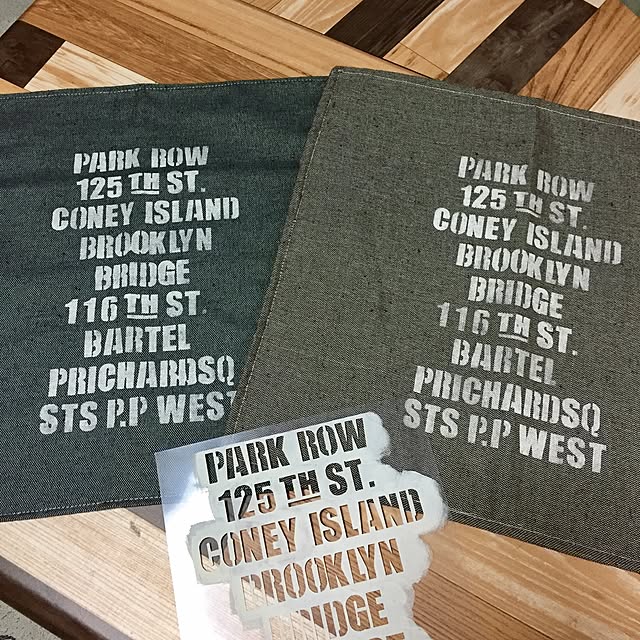 PARK ROW
125 TH ST.
CONEY ISLAND
BROOKLYN
BRIDGE
116 TH ST.
BARTEL
PRICHARDSQ
STS P.P WEST
PARK ROW
125 TH ST.
CONEY ISLAND
BROOKLYN
BRIDGE
116 TH ST.
BARTEL
PRICHARDSQ
STS P.P WEST
PARK ROW
125 TH ST.
CONEY ISLAND
BROOKLYN
BRIDGE